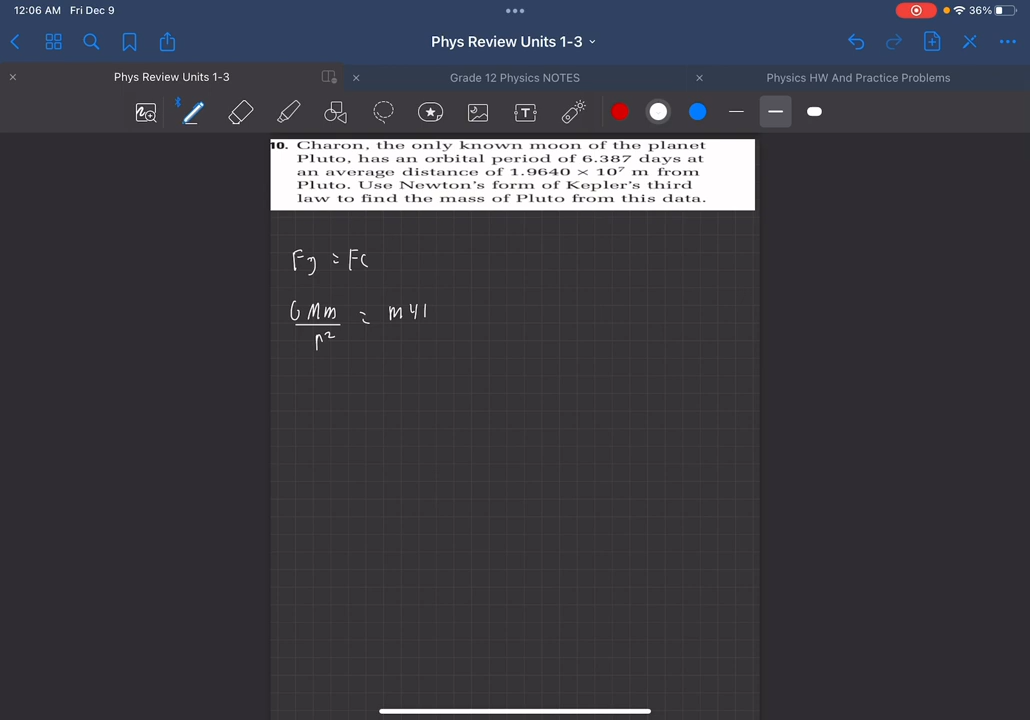 12:06 AM Fri Dec 9
36%
Phys Review Units 1-3
Phys Review Units 1-3
Grade 12 Physics NOTES
Physics HW And Practice Problems
T
10. Charon, the only known moon of the planet
Pluto, has an orbital period of 6.387 days at
an average distance of 1.9640 × 10⁷ m from
Pluto. Use Newton's form of Kepler's third
law to find the mass of Pluto from this data.
Fg = Fc
GMm = m4
r²